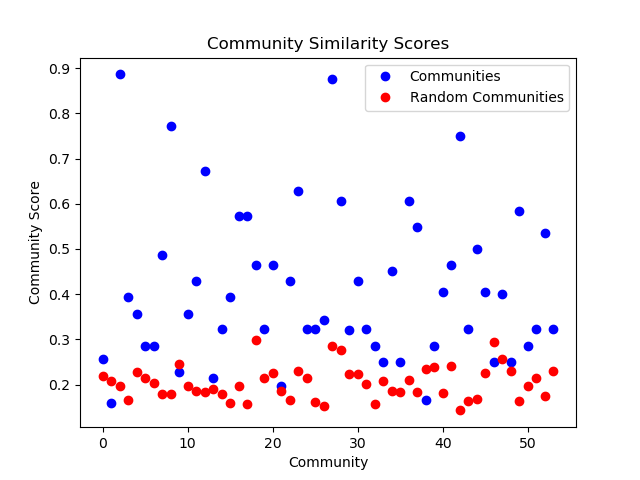 Community Similarity Scores
Communities
Random Communities
0.9
0.8
0.7
0.6
0.5
0.4
0.3
0.2
Community Score
0 10 20 30 40 50
Community